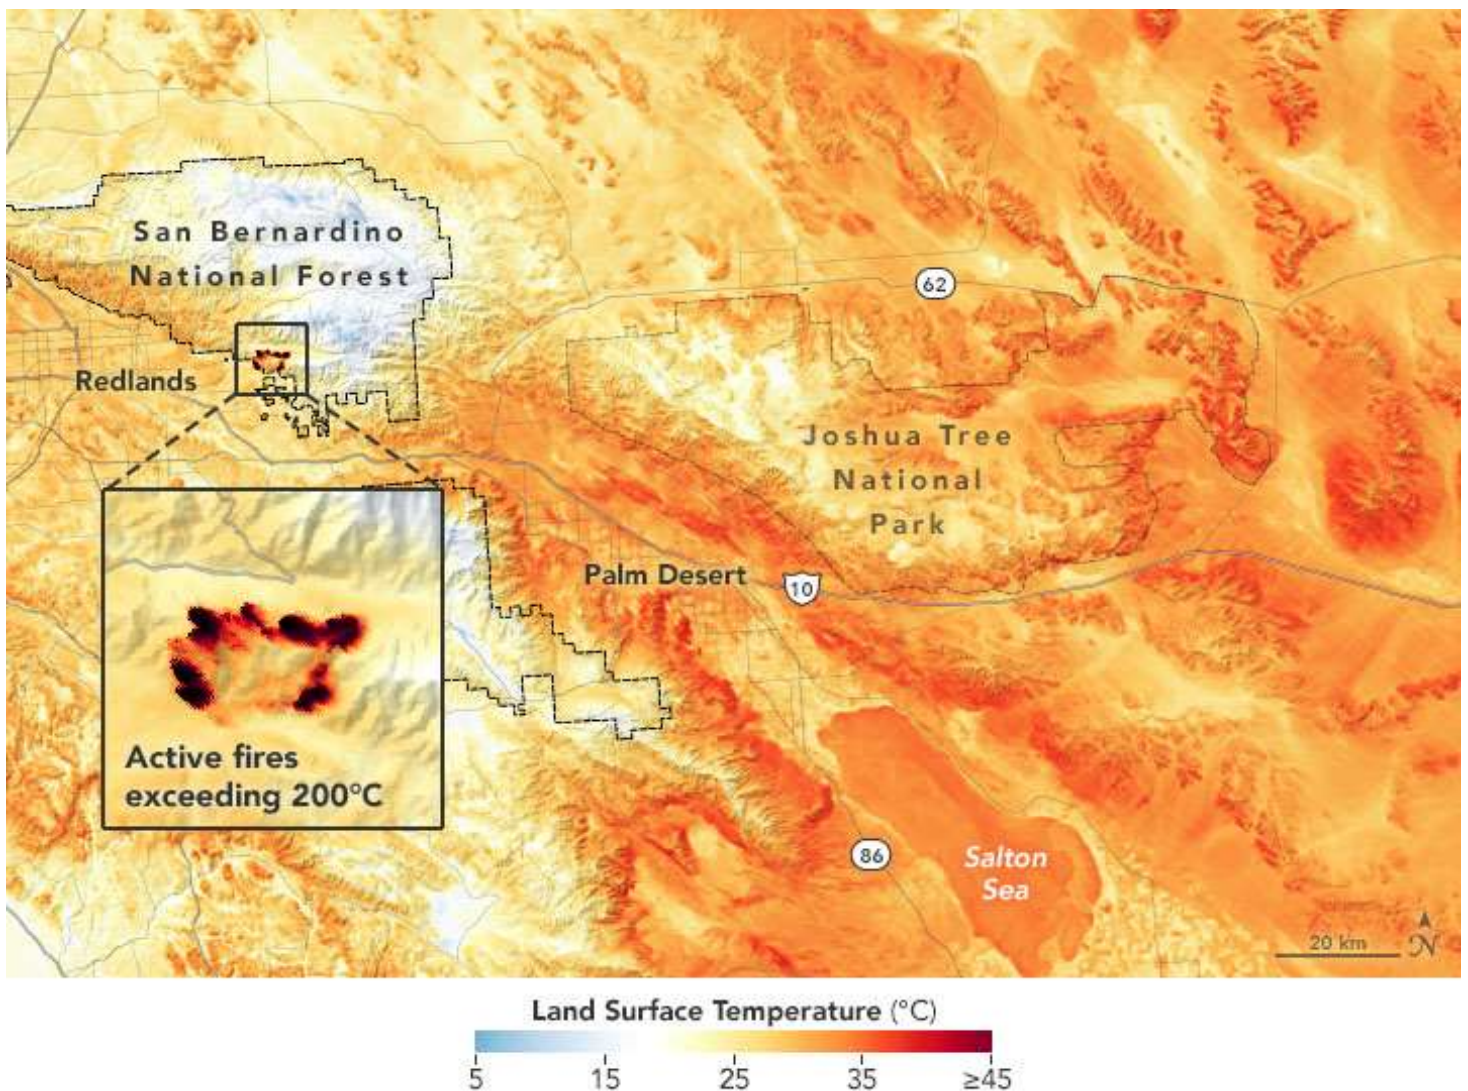 San Bernardino
National Forest
62
Redlands
Joshua Tree
National
Park
Palm Desert
10
Active fires
exceeding 200°C
86
Salton
Sea
20 km
N
Land Surface Temperature (°C)
5 15 25 35 ≥45